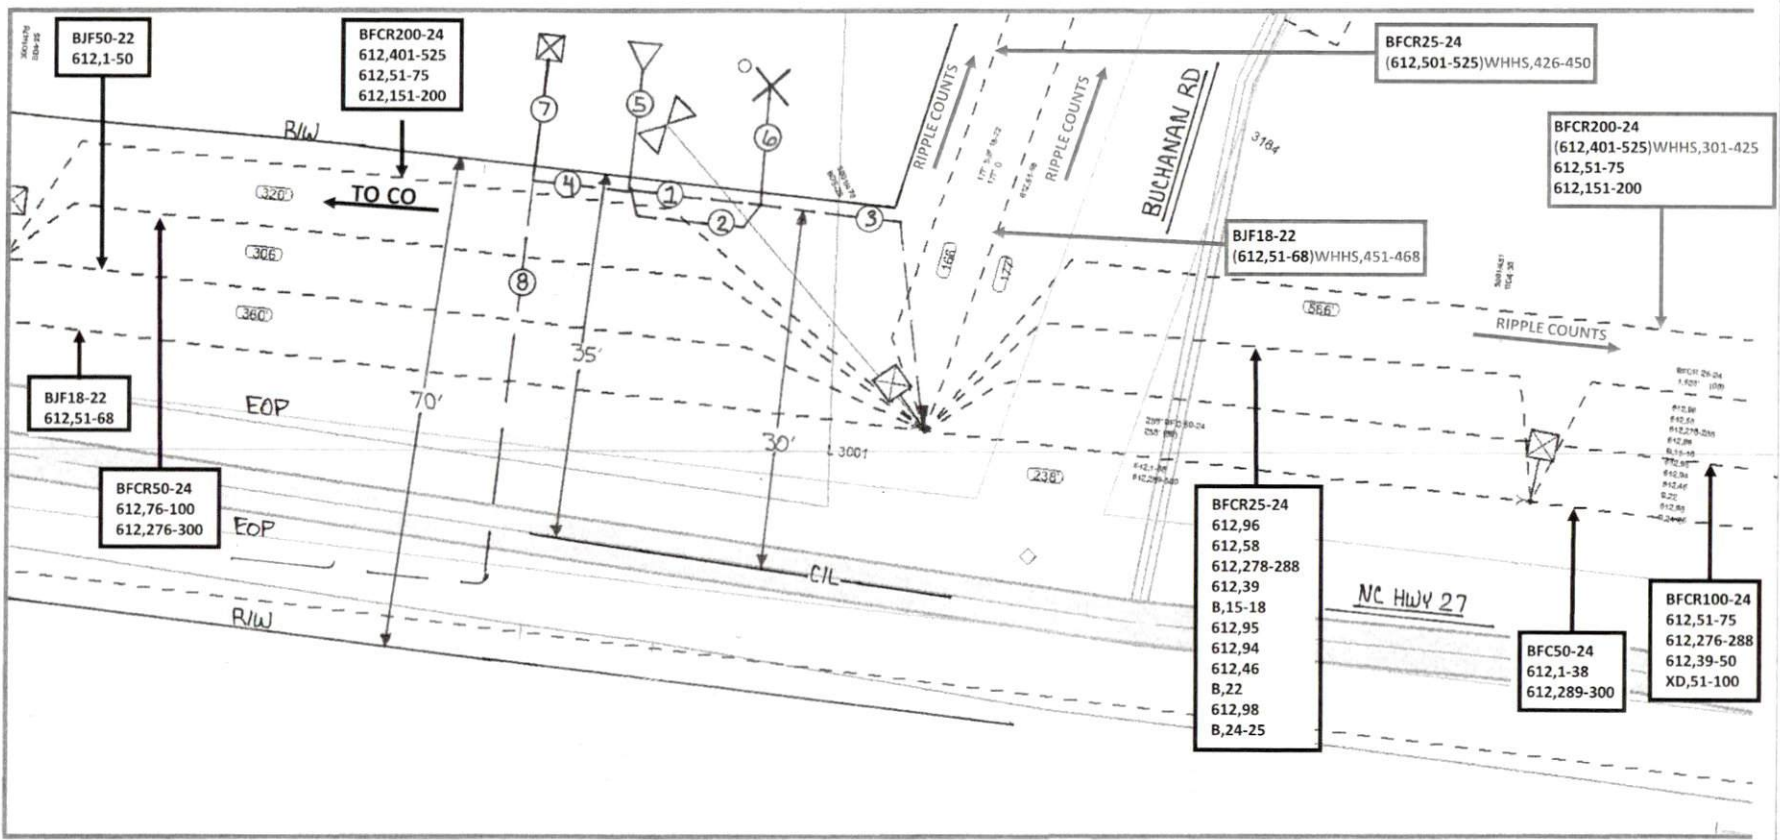 BJF50-22
612,1-50
BFCR200-24
612,401-525
612,51-75
612,151-200
BFCR25-24
(612,501-525)WHHS,426-450
BFCR200-24
(612,401-525)WHHS,301-425
612,51-75
612,151-200
7
5
6
4
1
2
3
8
R/W
RIPPLE COUNTS
RIPPLE COUNTS
BUCHANAN RD
3184
TO CO
320'
306
360'
166'
177'
BJF18-22
(612,51-68)WHHS,451-468
566'
RIPPLE COUNTS
35'
70'
30'
3001
238'
BJF18-22
612,51-68
EOP
EOP
BFCR50-24
612,76-100
612,276-300
C/L
R/W
NC HWY 27
BFCR25-24
612,96
612,58
612,278-288
612,39
B,15-18
612,95
612,94
612,46
B,22
612,98
B,24-25
BFC50-24
612,1-38
612,289-300
BFCR100-24
612,51-75
612,276-288
612,39-50
XD,51-100